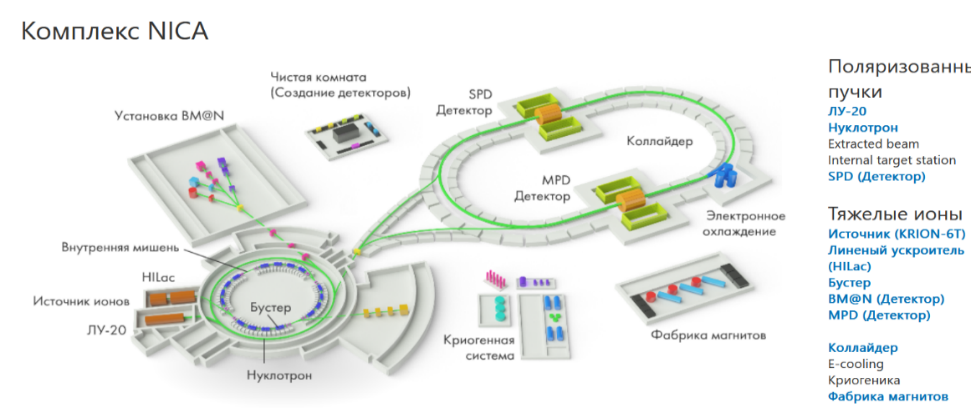 Комплекс NICA
Чистая комната
(Создание детекторов)
SPD
Детектор
Установка BM@N
Коллайдер
MPD
Детектор
Электронное
охлаждение
Внутренняя мишень
HILac
Источник ионов
Бустер
ЛУ-20
Криогенная
система
Фабрика магнитов
Нуклотрон
Поляризованнь
пучки
ЛУ-20
Нуклотрон
Extracted beam
Internal target station
SPD (Детектор)
Тяжелые ионы
Источник (KRION-6T)
Линеный ускроитель
(HILac)
Бустер
BM@N (Детектор)
MPD (Детектор)
Коллайдер
E-cooling
Криогеника
Фабрика магнитов